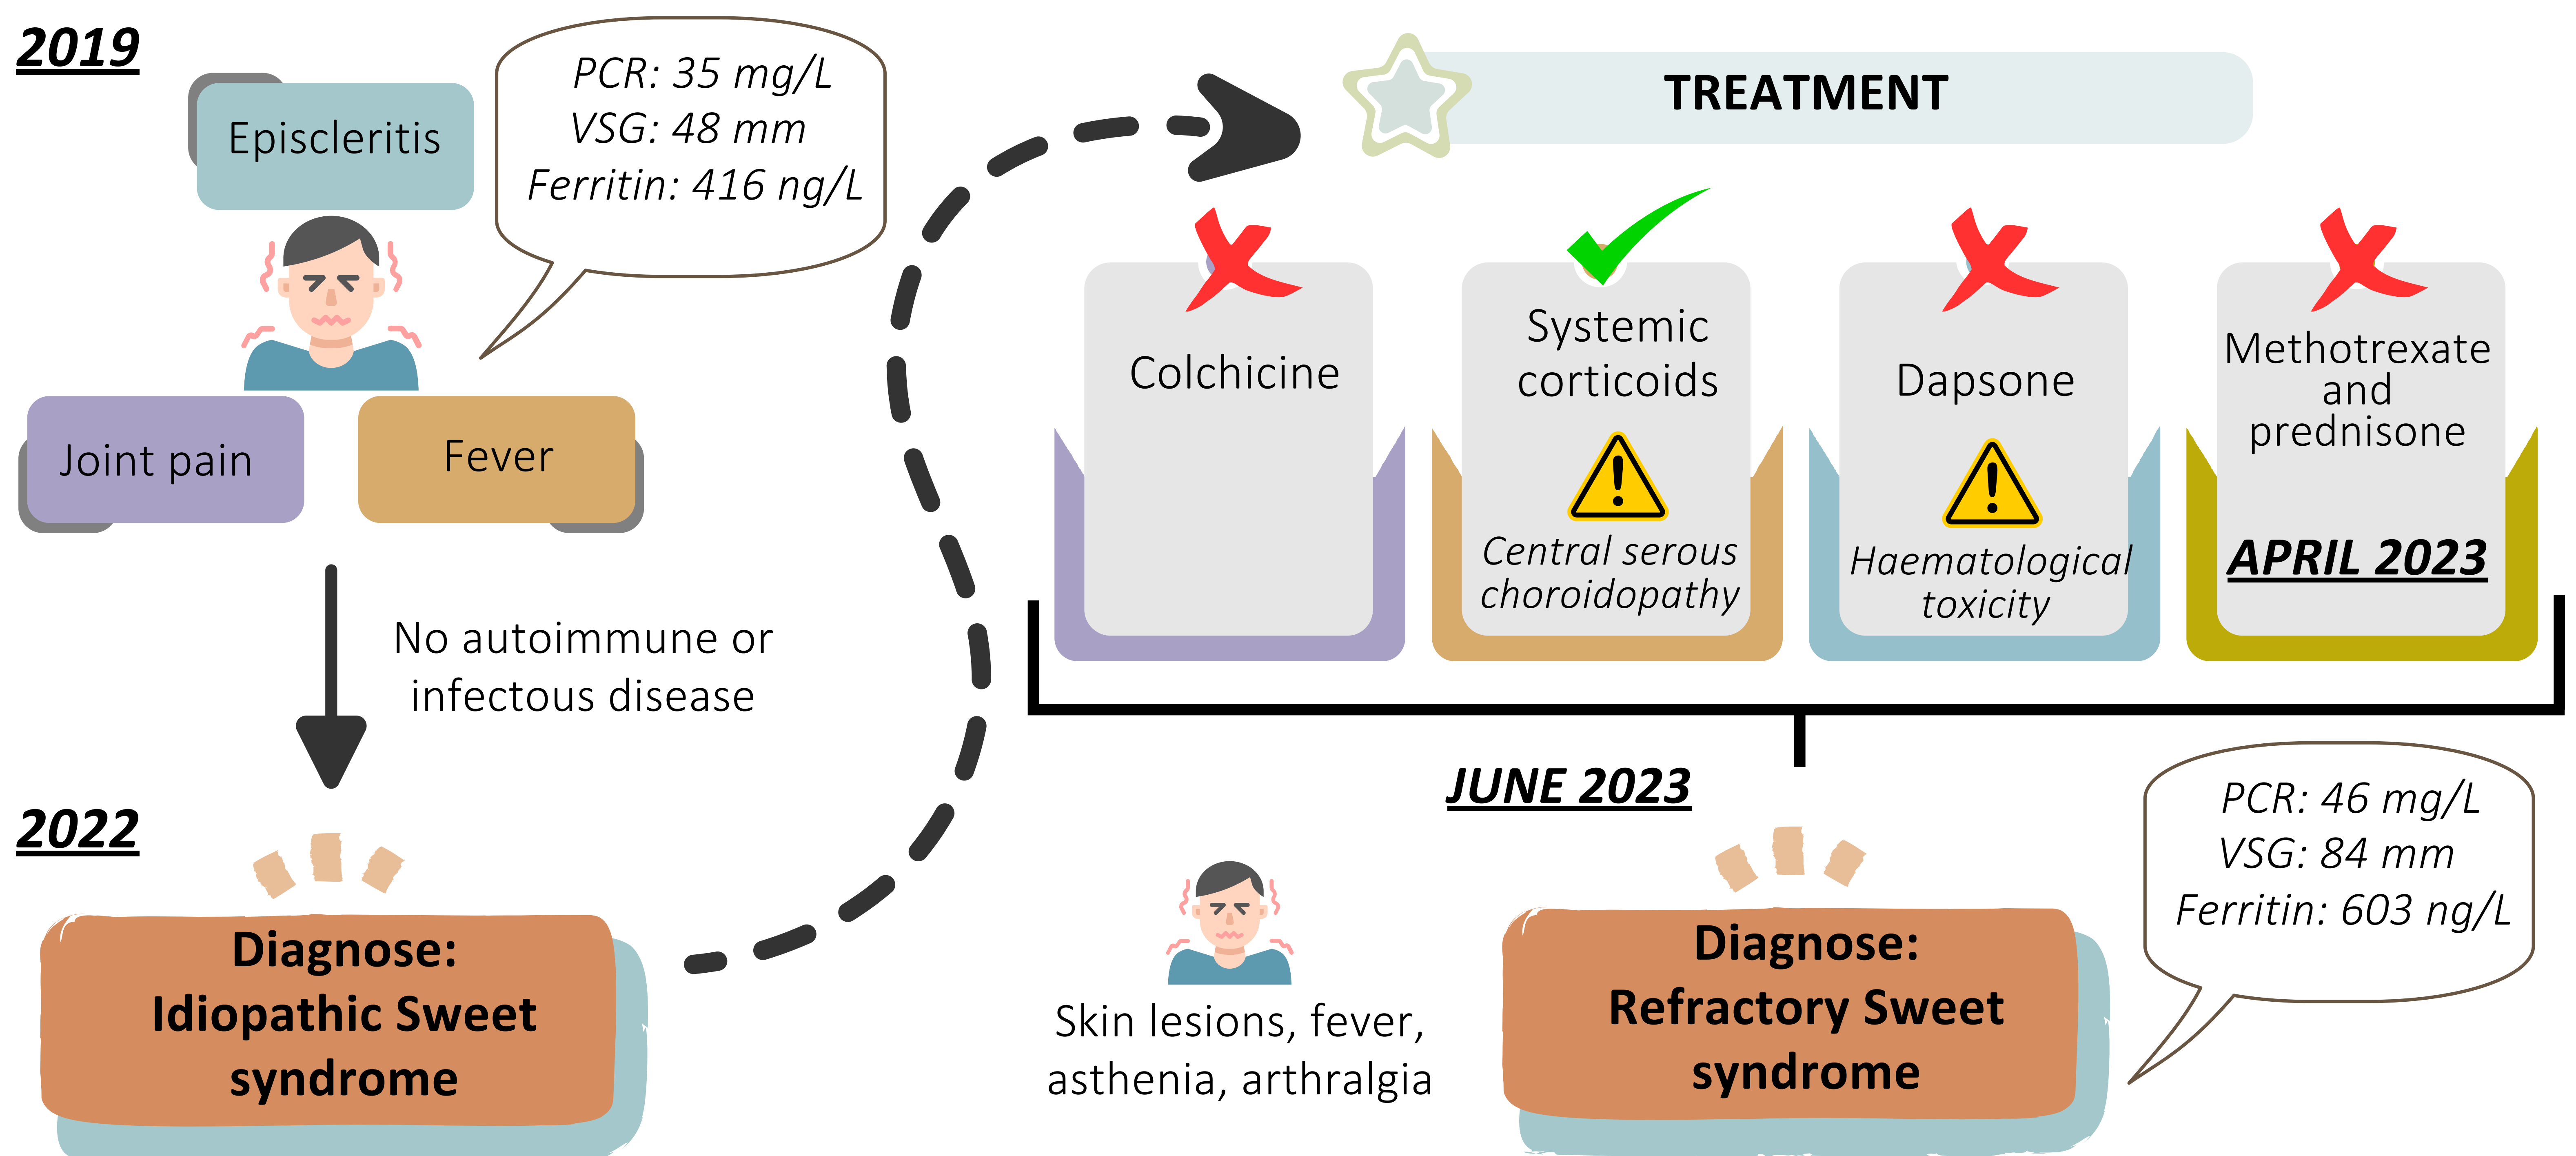 2019
Episcleritis
PCR: 35 mg/L
VSG: 48 mm
Ferritin: 416 ng/L
Joint pain
Fever
No autoimmune or
infectous disease
2022
Diagnose:
Idiopathic Sweet
syndrome
TREATMENT
Colchicine
Systemic
corticoids
Central serous
choroidopathy
Dapsone
Haematological
toxicity
Methotrexate
and
prednisone
APRIL 2023
JUNE 2023
Skin lesions, fever,
asthenia, arthralgia
Diagnose:
Refractory Sweet
syndrome
PCR: 46 mg/L
VSG: 84 mm
Ferritin: 603 ng/L